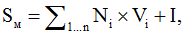 Sм = ∑1...n Ni × Vi + I,